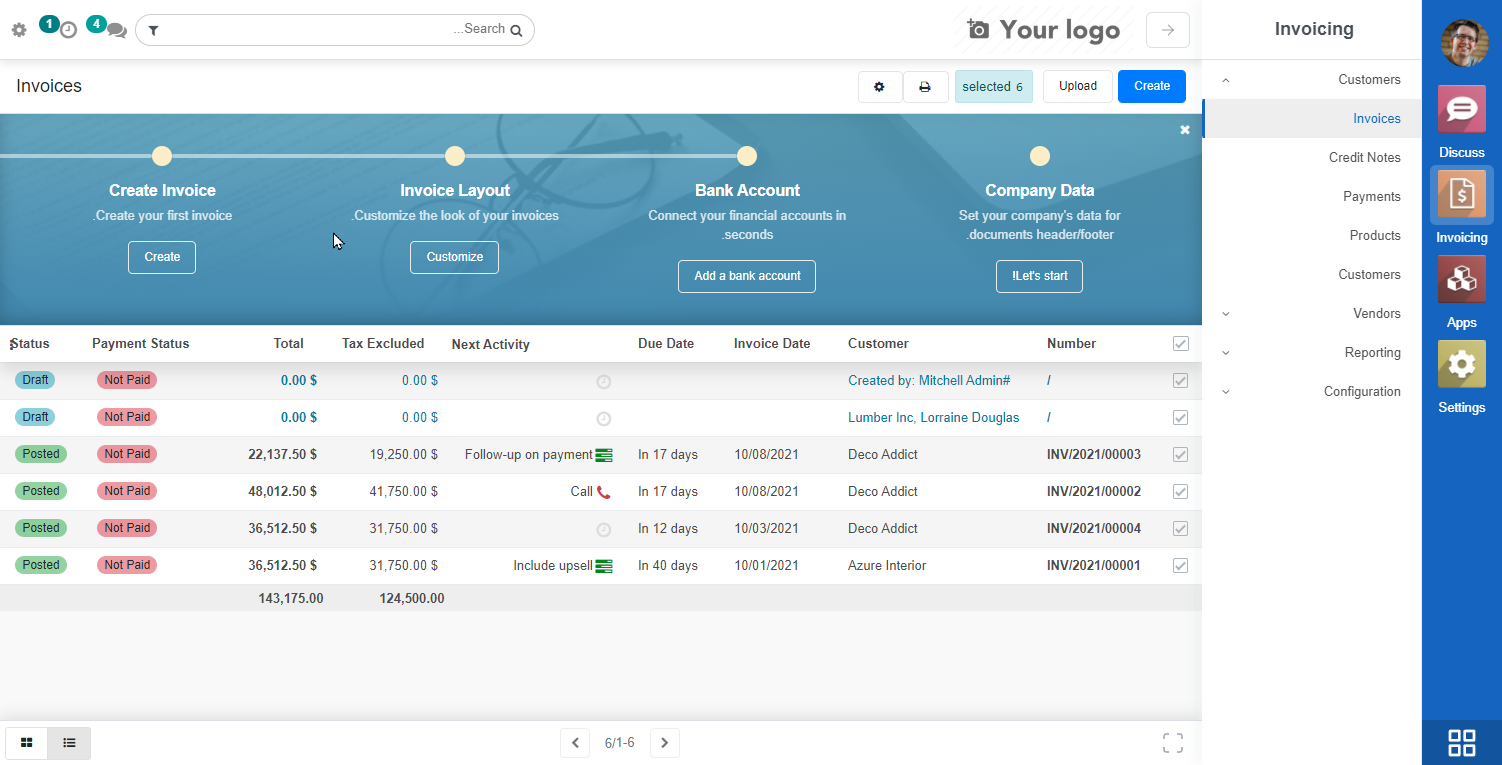 1
4
...Search
Your logo
Invoicing
Invoices
selected 6
Upload
Create
Create Invoice
.Create your first invoice
Create
Invoice Layout
.Customize the look of your invoices
Customize
Bank Account
Connect your financial accounts in
.seconds
Add a bank account
Company Data
Set your company's data for
.documents header/footer
!Let's start
Status Payment Status Total Tax Excluded Next Activity Due Date Invoice Date Customer Number
Draft Not Paid 0.00 $ 0.00 $ Created by: Mitchell Admin# /
Draft Not Paid 0.00 $ 0.00 $ Lumber Inc, Lorraine Douglas /
Posted Not Paid 22,137.50 $ 19,250.00 $ Follow-up on payment In 17 days 10/08/2021 Deco Addict INV/2021/00003
Posted Not Paid 48,012.50 $ 41,750.00 $ Call In 17 days 10/08/2021 Deco Addict INV/2021/00002
Posted Not Paid 36,512.50 $ 31,750.00 $ In 12 days 10/03/2021 Deco Addict INV/2021/00004
Posted Not Paid 36,512.50 $ 31,750.00 $ Include upsell In 40 days 10/01/2021 Azure Interior INV/2021/00001
143,175.00 124,500.00
6/1-6
Customers
Invoices
Credit Notes
Payments
Products
Customers
Vendors
Reporting
Configuration
Discuss
Invoicing
Apps
Settings